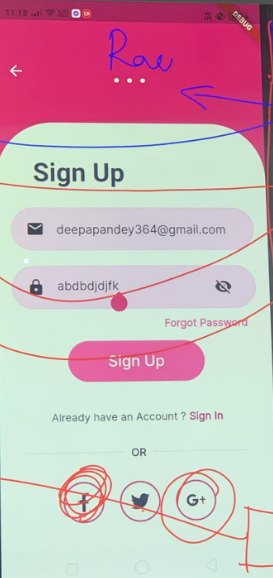 11:18
DEBUG
Row
Sign Up
deepapandey364@gmail.com
abdbdjdjfk
Forgot Password
Sign Up
Already have an Account ? Sign In
OR
f
G+